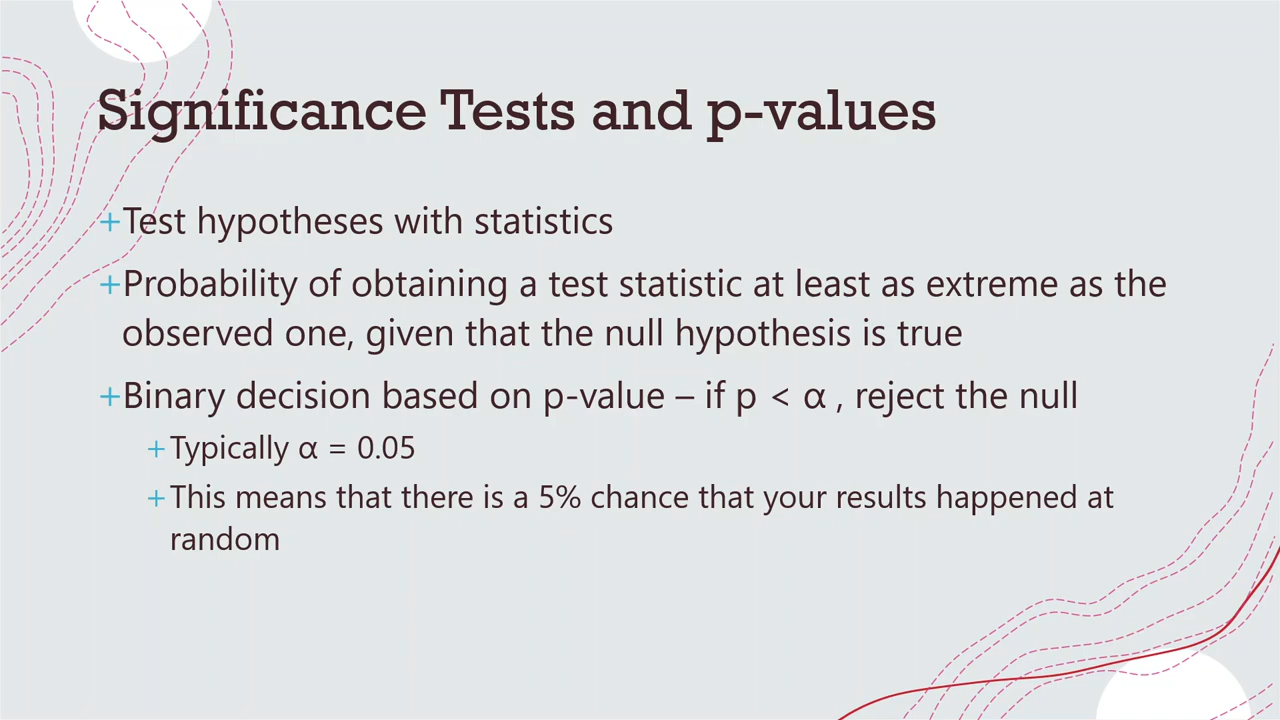 Significance Tests and p-values
+Test hypotheses with statistics
+Probability of obtaining a test statistic at least as extreme as the
observed one, given that the null hypothesis is true
+Binary decision based on p-value – if p < α , reject the null
+Typically α = 0.05
+This means that there is a 5% chance that your results happened at
random